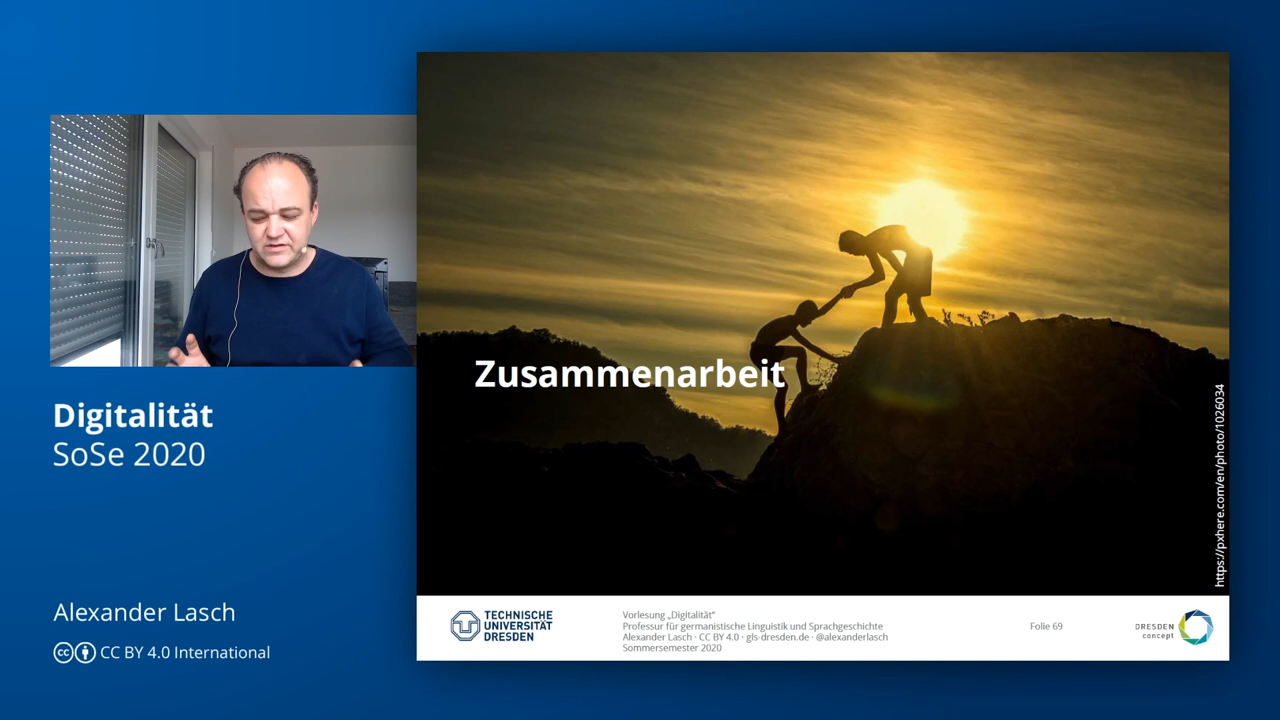 Digitalität
SoSe 2020
Alexander Lasch
CC BY 4.0 International
Zusammenarbeit
https://pxhere.com/en/photo/1026034
TECHNISCHE
UNIVERSITÄT
DRESDEN
Vorlesung „Digitalität“
Professur für germanistische Linguistik und Sprachgeschichte
Alexander Lasch · CC BY 4.0 · gls-dresden.de · @alexanderlasch
Sommersemester 2020
Folie 69
DRESDEN
concept